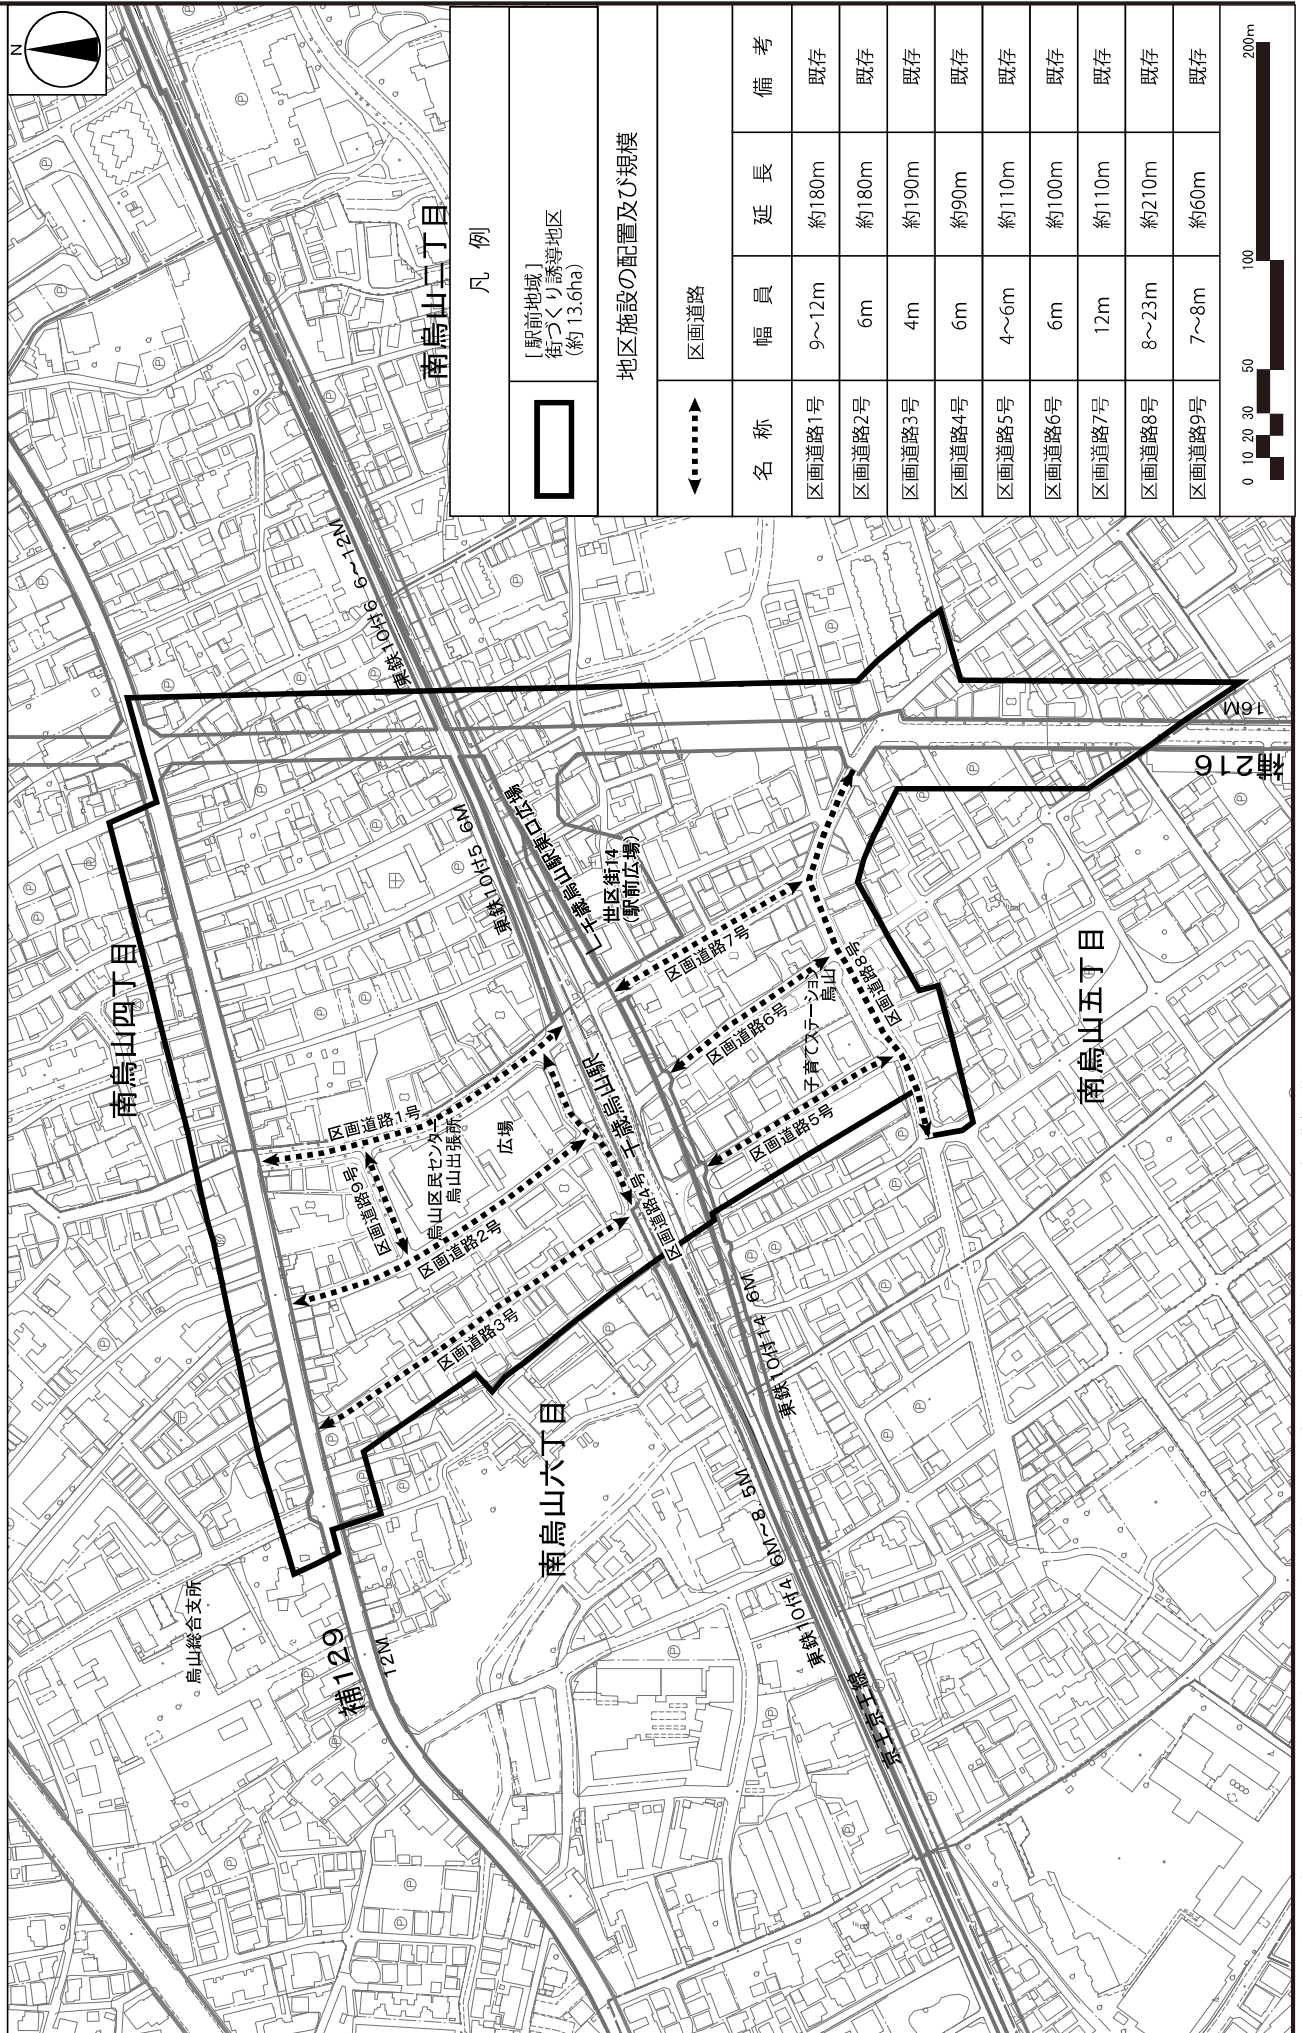 N
凡 例
[駅前地域]
街づくり誘導地区
(約 13.6ha)
地区施設の配置及び規模
区画道路
名 称 幅 員 延 長 備 考
区画道路1号 9～12m 約180m 既存
区画道路2号 6m 約180m 既存
区画道路3号 4m 約190m 既存
区画道路4号 6m 約90m 既存
区画道路5号 4～6m 約110m 既存
区画道路6号 6m 約100m 既存
区画道路7号 12m 約110m 既存
区画道路8号 8～23m 約210m 既存
区画道路9号 7～8m 約60m 既存
0 10 20 30 50 100 200m
南烏山四丁目
南烏山二丁目
南烏山六丁目
南烏山五丁目
烏山総合支所
補129
12M
東鉄10付6 6～12M
東鉄10付5 6M
千歳烏山駅東口広場
世区街14
(駅前広場)
区画道路1号
区画道路9号
烏山区民センター
烏山出張所
広場
区画道路2号
区画道路3号
区画道路4号
千歳烏山駅
区画道路7号
区画道路6号
子育てステーション
烏山
区画道路8号
区画道路5号
東鉄10付14 6M
東鉄10付4 6M～8.5M
京王京王線
16M
補216